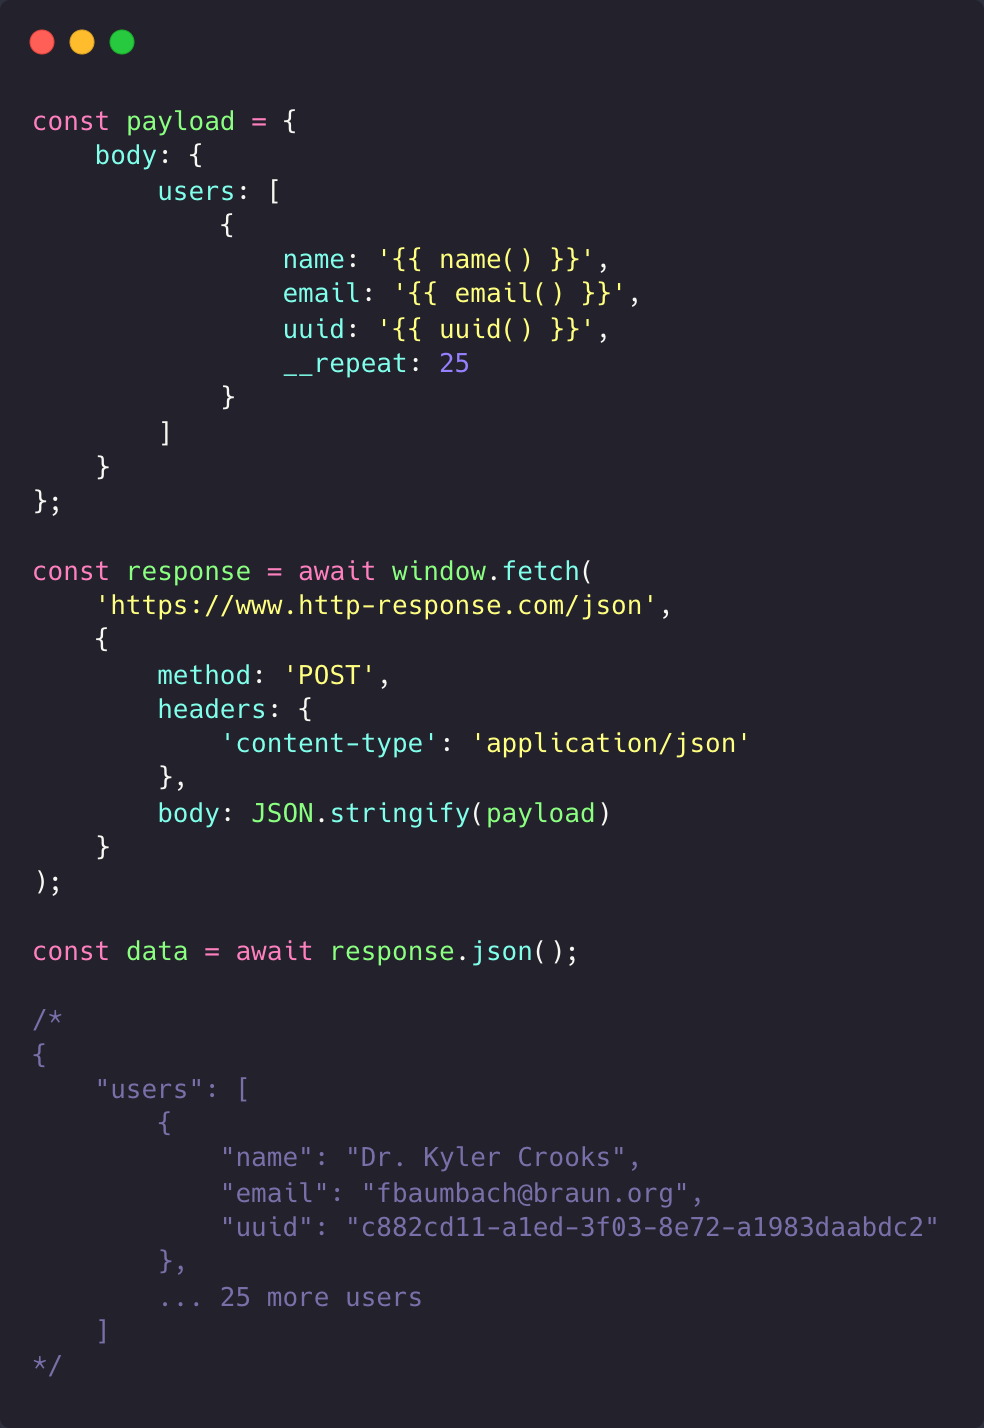 const payload = {
    body: {
        users: [
            {
                name: '{{ name() }}',
                email: '{{ email() }}',
                uuid: '{{ uuid() }}',
                __repeat: 25
            }
        ]
    }
};

const response = await window.fetch(
    'https://www.http-response.com/json',
    {
        method: 'POST',
        headers: {
            'content-type': 'application/json'
        },
        body: JSON.stringify(payload)
    }
);

const data = await response.json();

/*
{
    "users": [
        {
            "name": "Dr. Kyler Crooks",
            "email": "fbaumbach@braun.org",
            "uuid": "c882cd11-a1ed-3f03-8e72-a1983daabdc2"
        },
        ... 25 more users
    ]
*/